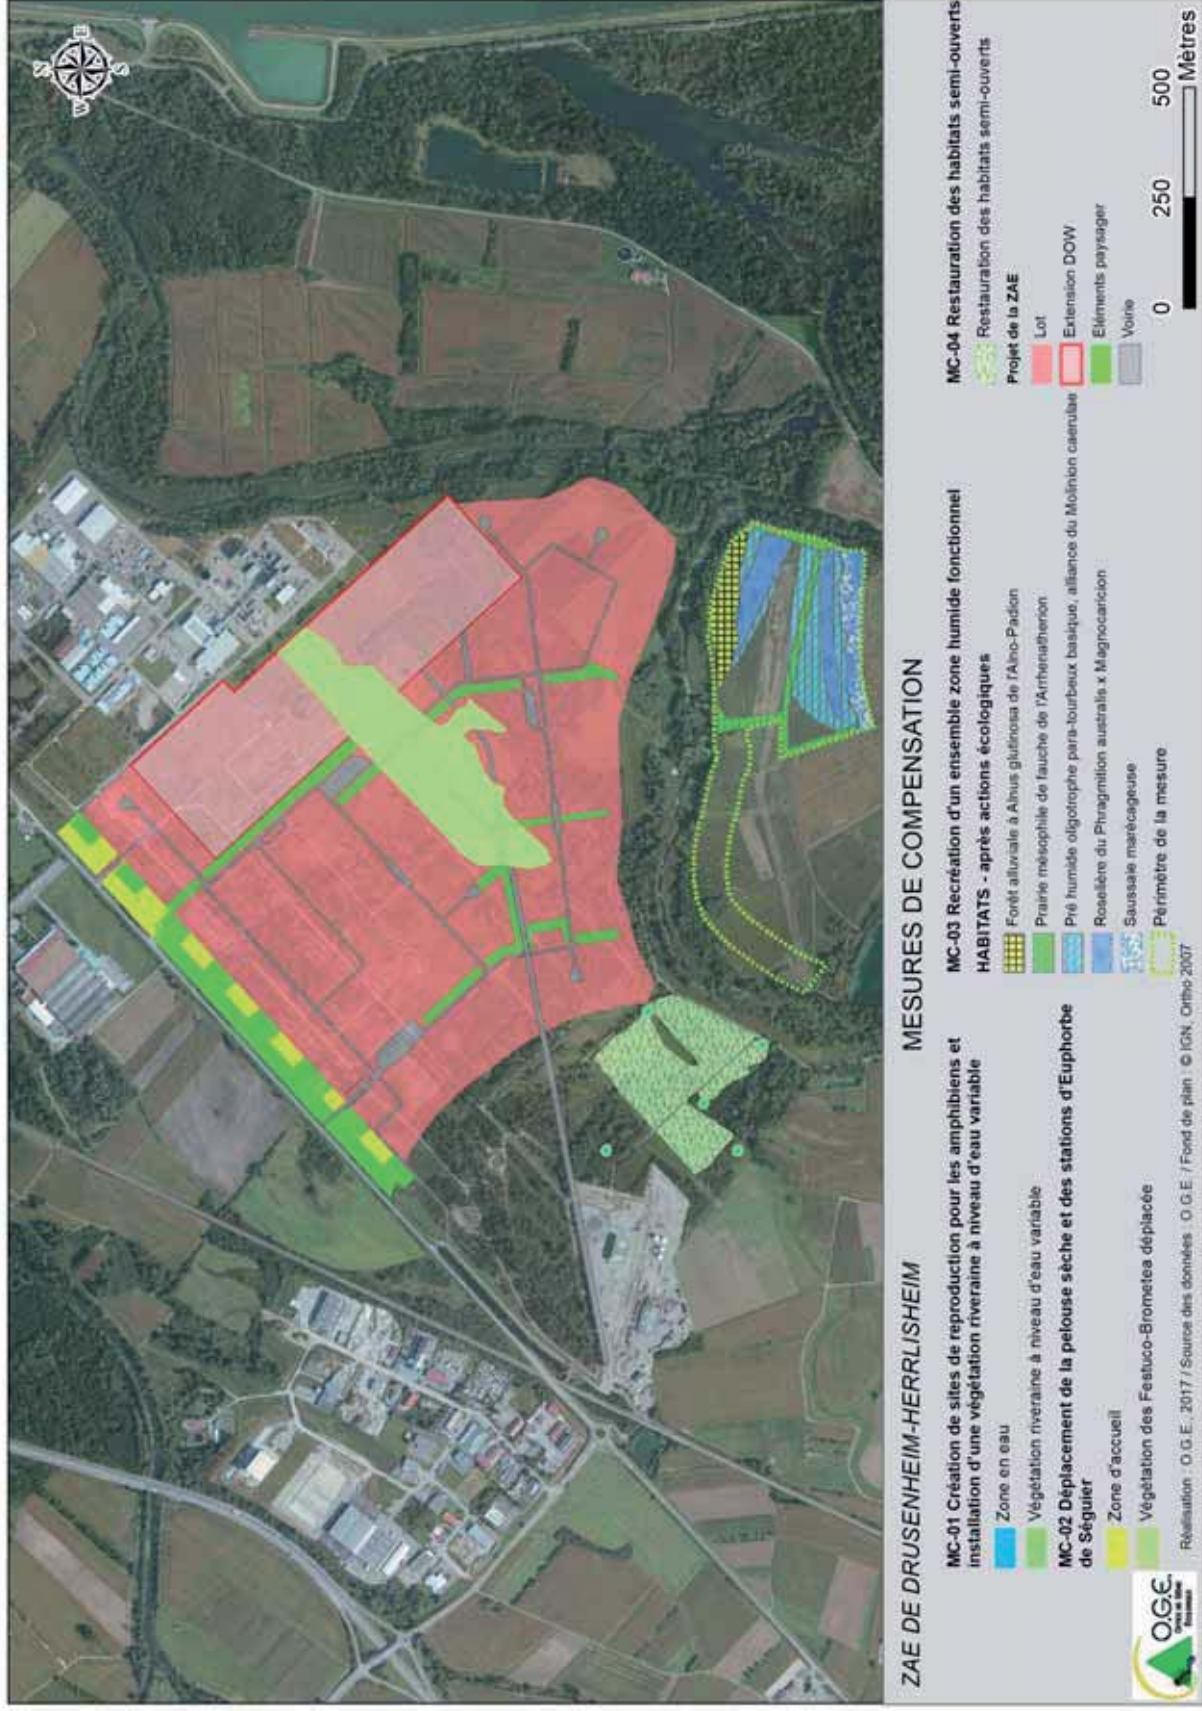 N
E
S
W
ZAE DE DRUSENHEIM-HERRLISHEIM
MESURES DE COMPENSATION
MC-01 Création de sites de reproduction pour les amphibiens et
installation d'une végétation riveraine à niveau d'eau variable
Zone en eau
Végétation riveraine à niveau d'eau variable
MC-02 Déplacement de la pelouse sèche et des stations d'Euphorbe
de Séguier
Zone d'accueil
Végétation des Festuco-Brometea déplacée
MC-03 Recréation d'un ensemble zone humide fonctionnel
HABITATS - après actions écologiques
Forêt alluviale à Alnus glutinosa de l'Alno-Padion
Prairie mésophile de fauche de l'Arrhenatherion
Pré humide oligotrophe para-tourbeux basique, alliance du Molinion caerulae
Roselière du Phragmition australis x Magnocaricion
Saussaie marécageuse
Périmètre de la mesure
MC-04 Restauration des habitats semi-ouverts
Restauration des habitats semi-ouverts
Projet de la ZAE
Lot
Extension DOW
Eléments paysager
Voirie
0 250 500
Mètres
O.G.E.
Réalisation : O.G.E. 2017 / Source des données : O.G.E. / Fond de plan : © IGN, Ortho 2007